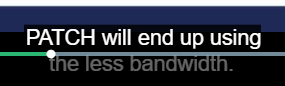 PATCH will end up using
the less bandwidth.